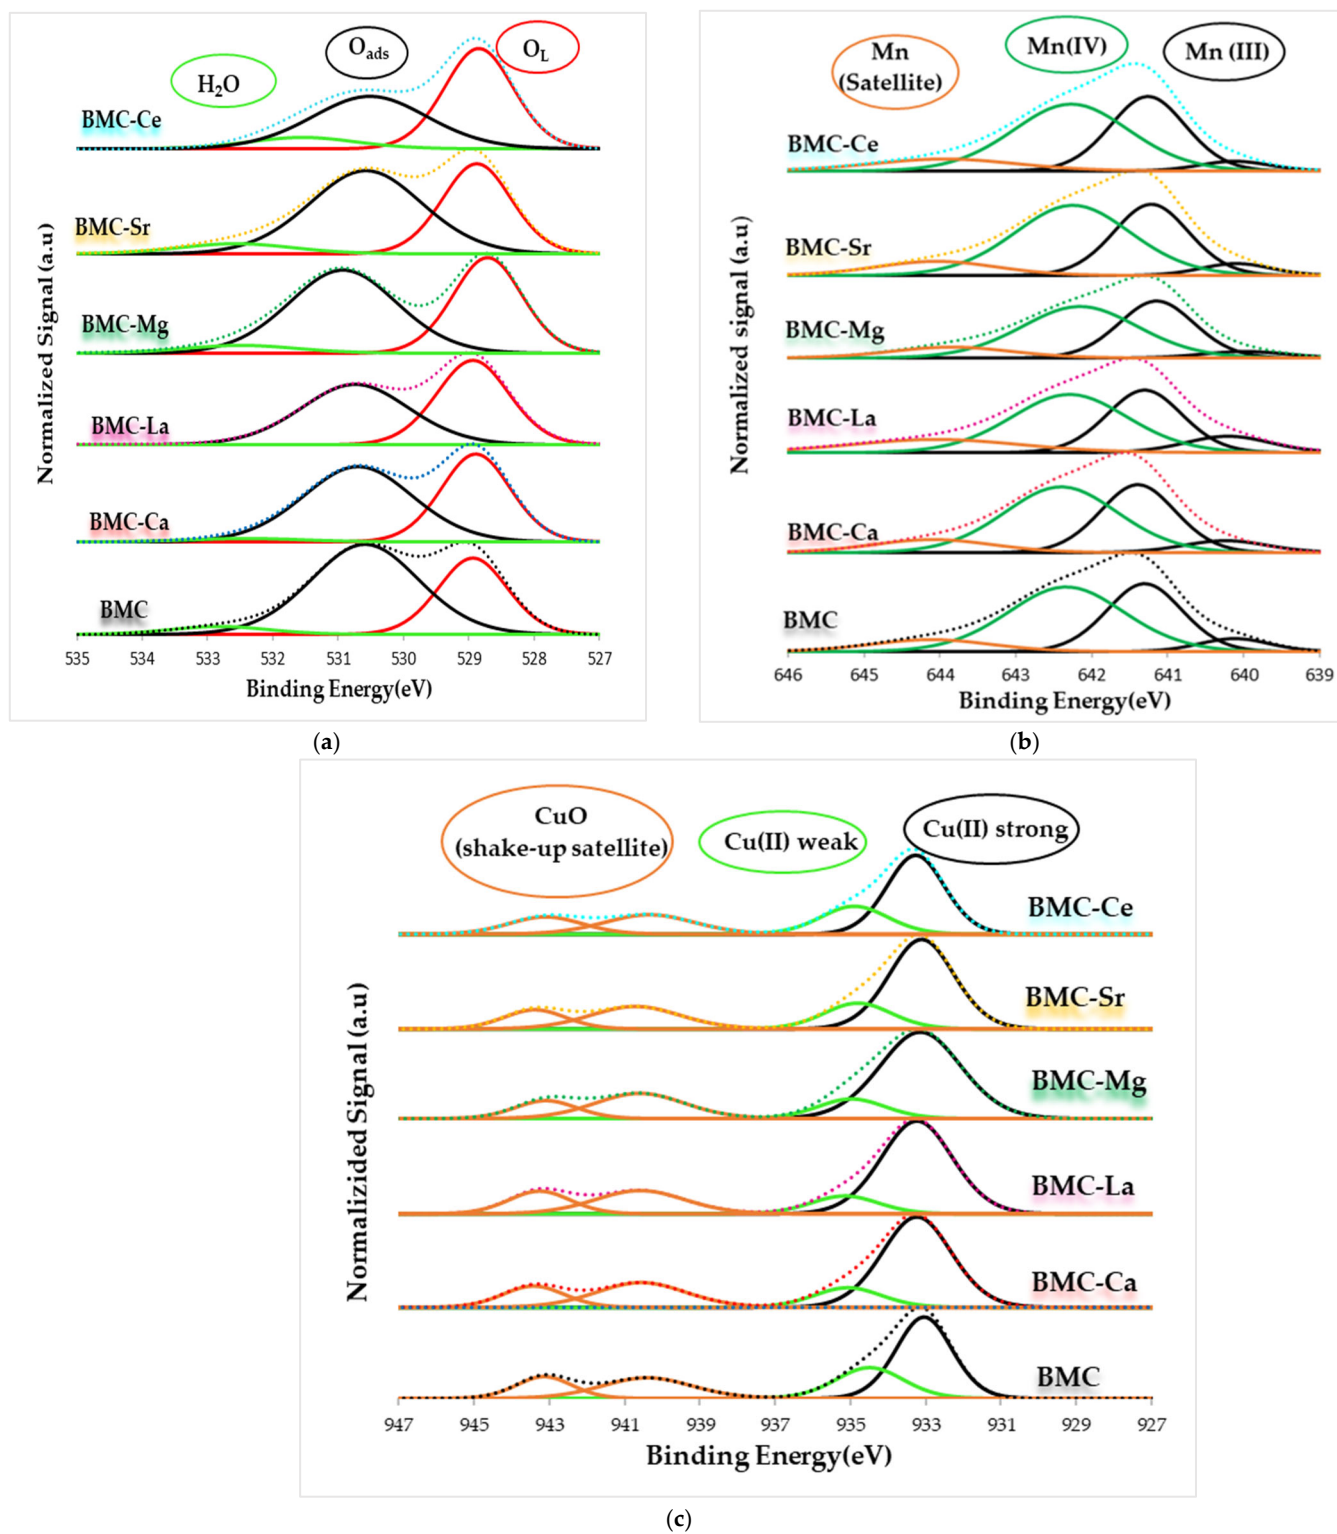 H₂O
O_ads
O_L
BMC-Ce
BMC-Sr
BMC-Mg
BMC-La
BMC-Ca
BMC
Normalized Signal (a.u)
535 534 533 532 531 530 529 528 527
Binding Energy(eV)
(a)
Mn
(Satellite)
Mn(IV)
Mn (III)
BMC-Ce
BMC-Sr
BMC-Mg
BMC-La
BMC-Ca
BMC
Normalized signal (a.u)
646 645 644 643 642 641 640 639
Binding Energy(eV)
(b)
CuO
(shake-up satellite)
Cu(II) weak
Cu(II) strong
BMC-Ce
BMC-Sr
BMC-Mg
BMC-La
BMC-Ca
BMC
Normalizided Signal (a.u)
947 945 943 941 939 937 935 933 931 929 927
Binding Energy(eV)
(c)